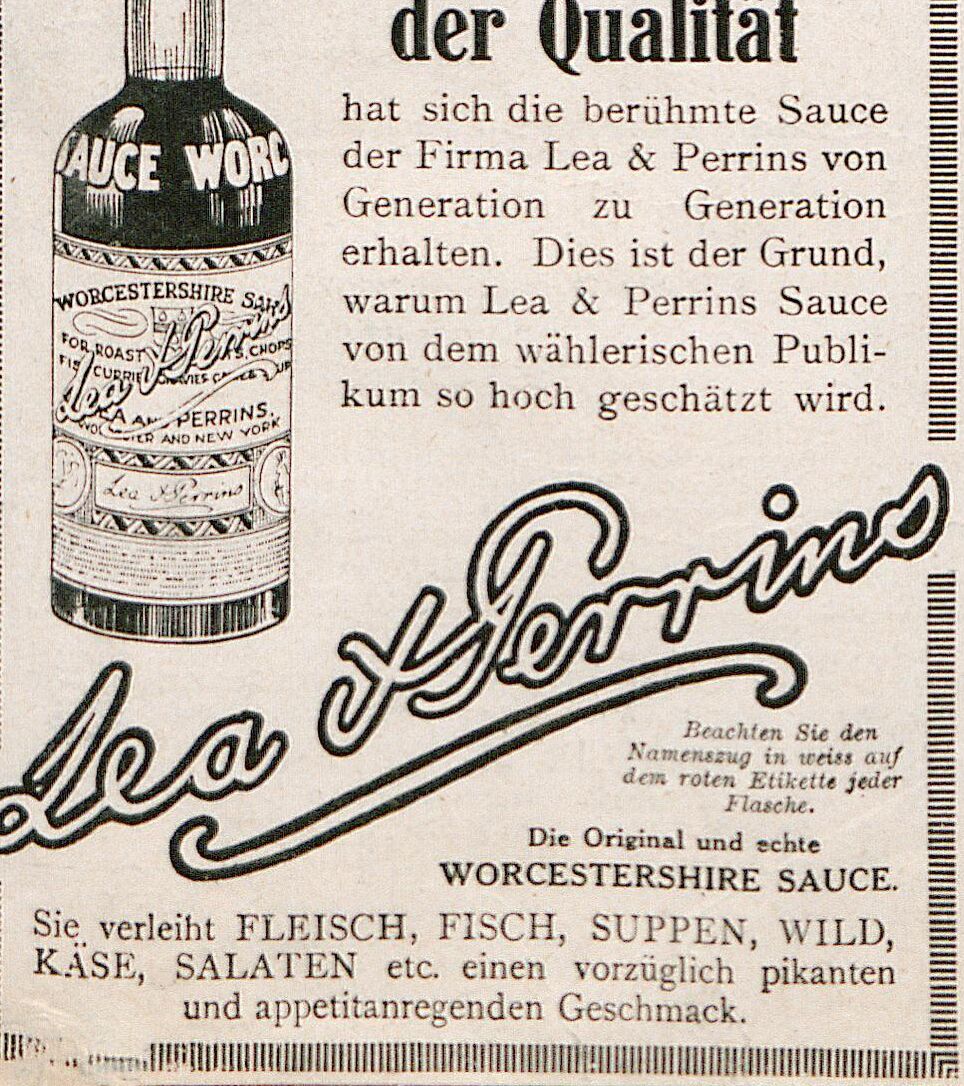 der Qualität
hat sich die berühmte Sauce
der Firma Lea & Perrins von
Generation zu Generation
erhalten. Dies ist der Grund,
warum Lea & Perrins Sauce
von dem wählerischen Publi-
kum so hoch geschätzt wird.
SAUCE WORC
WORCESTERSHIRE
Lea & Perrins
FOR ROAST CHOPS
AND NEW YORK
PERRINS,
Lea & Perrins
Lea & Perrins
Beachten Sie den
Namenszug in weiss auf
dem roten Etikette jeder
Flasche.
Die Original und echte
WORCESTERSHIRE SAUCE.
Sie verleiht FLEISCH, FISCH, SUPPEN, WILD,
KÄSE, SALATEN etc. einen vorzüglich pikanten
und appetitanregenden Geschmack.